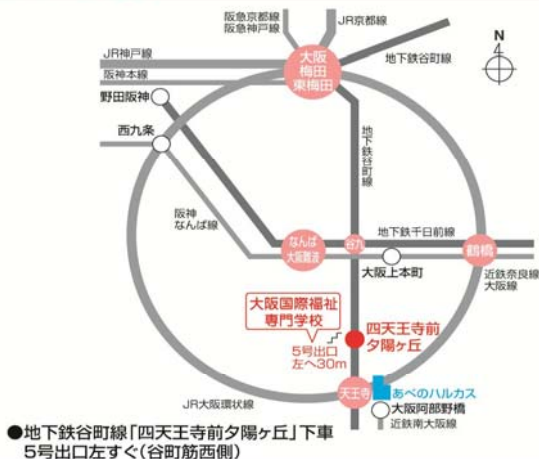 阪急京都線
阪急神戸線
JR京都線
JR神戸線
阪神本線
大阪
梅田
東梅田
地下鉄谷町線
N
野田阪神
西九条
地下鉄谷町線
阪神
なんば線
なんば
大阪難波
谷九
地下鉄千日前線
鶴橋
大阪上本町
近鉄奈良線
大阪線
大阪国際福祉
専門学校
5号出口
左へ30m
四天王寺前
夕陽ヶ丘
天王寺
あべのハルカス
大阪阿部野橋
近鉄南大阪線
JR大阪環状線
●地下鉄谷町線「四天王寺前夕陽ヶ丘」下車
5号出口左すぐ(谷町筋西側)